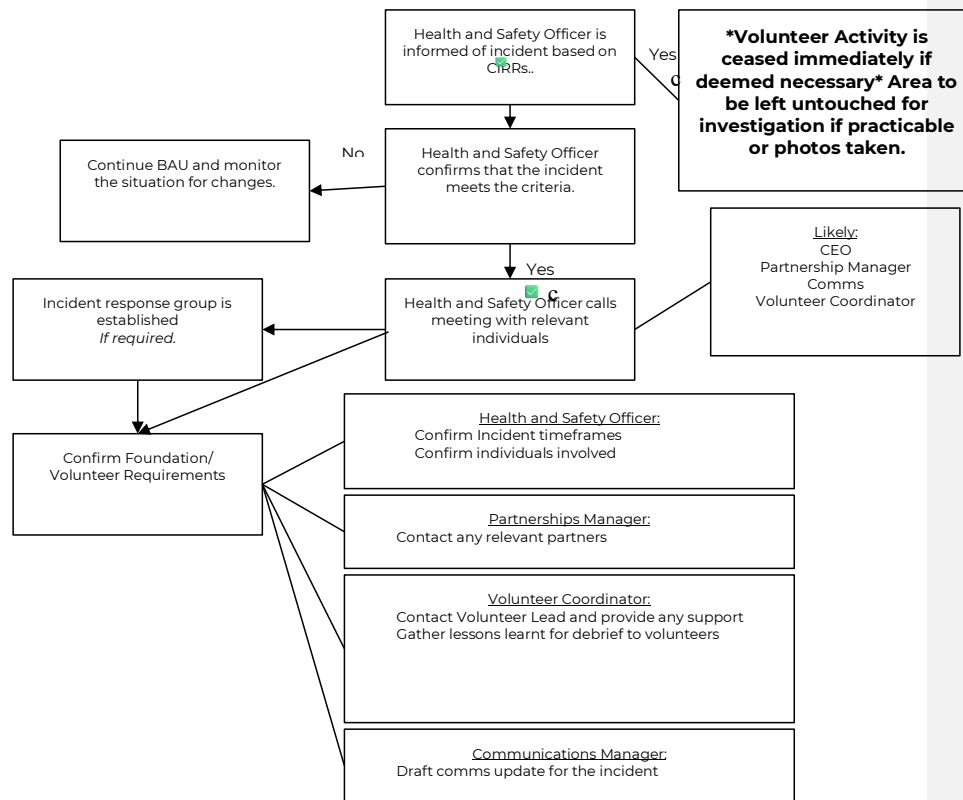 Health and Safety Officer is
informed of incident based on
CIRRs..
Yes
*Volunteer Activity is
ceased immediately if
deemed necessary* Area to
be left untouched for
investigation if practicable
or photos taken.
No
Continue BAU and monitor
the situation for changes.
Health and Safety Officer
confirms that the incident
meets the criteria.
Yes
Likely:
CEO
Partnership Manager
Comms
Volunteer Coordinator
Incident response group is
established
If required.
Health and Safety Officer calls
meeting with relevant
individuals
Confirm Foundation/
Volunteer Requirements
Health and Safety Officer:
Confirm Incident timeframes
Confirm individuals involved
Partnerships Manager:
Contact any relevant partners
Volunteer Coordinator:
Contact Volunteer Lead and provide any support
Gather lessons learnt for debrief to volunteers
Communications Manager:
Draft comms update for the incident